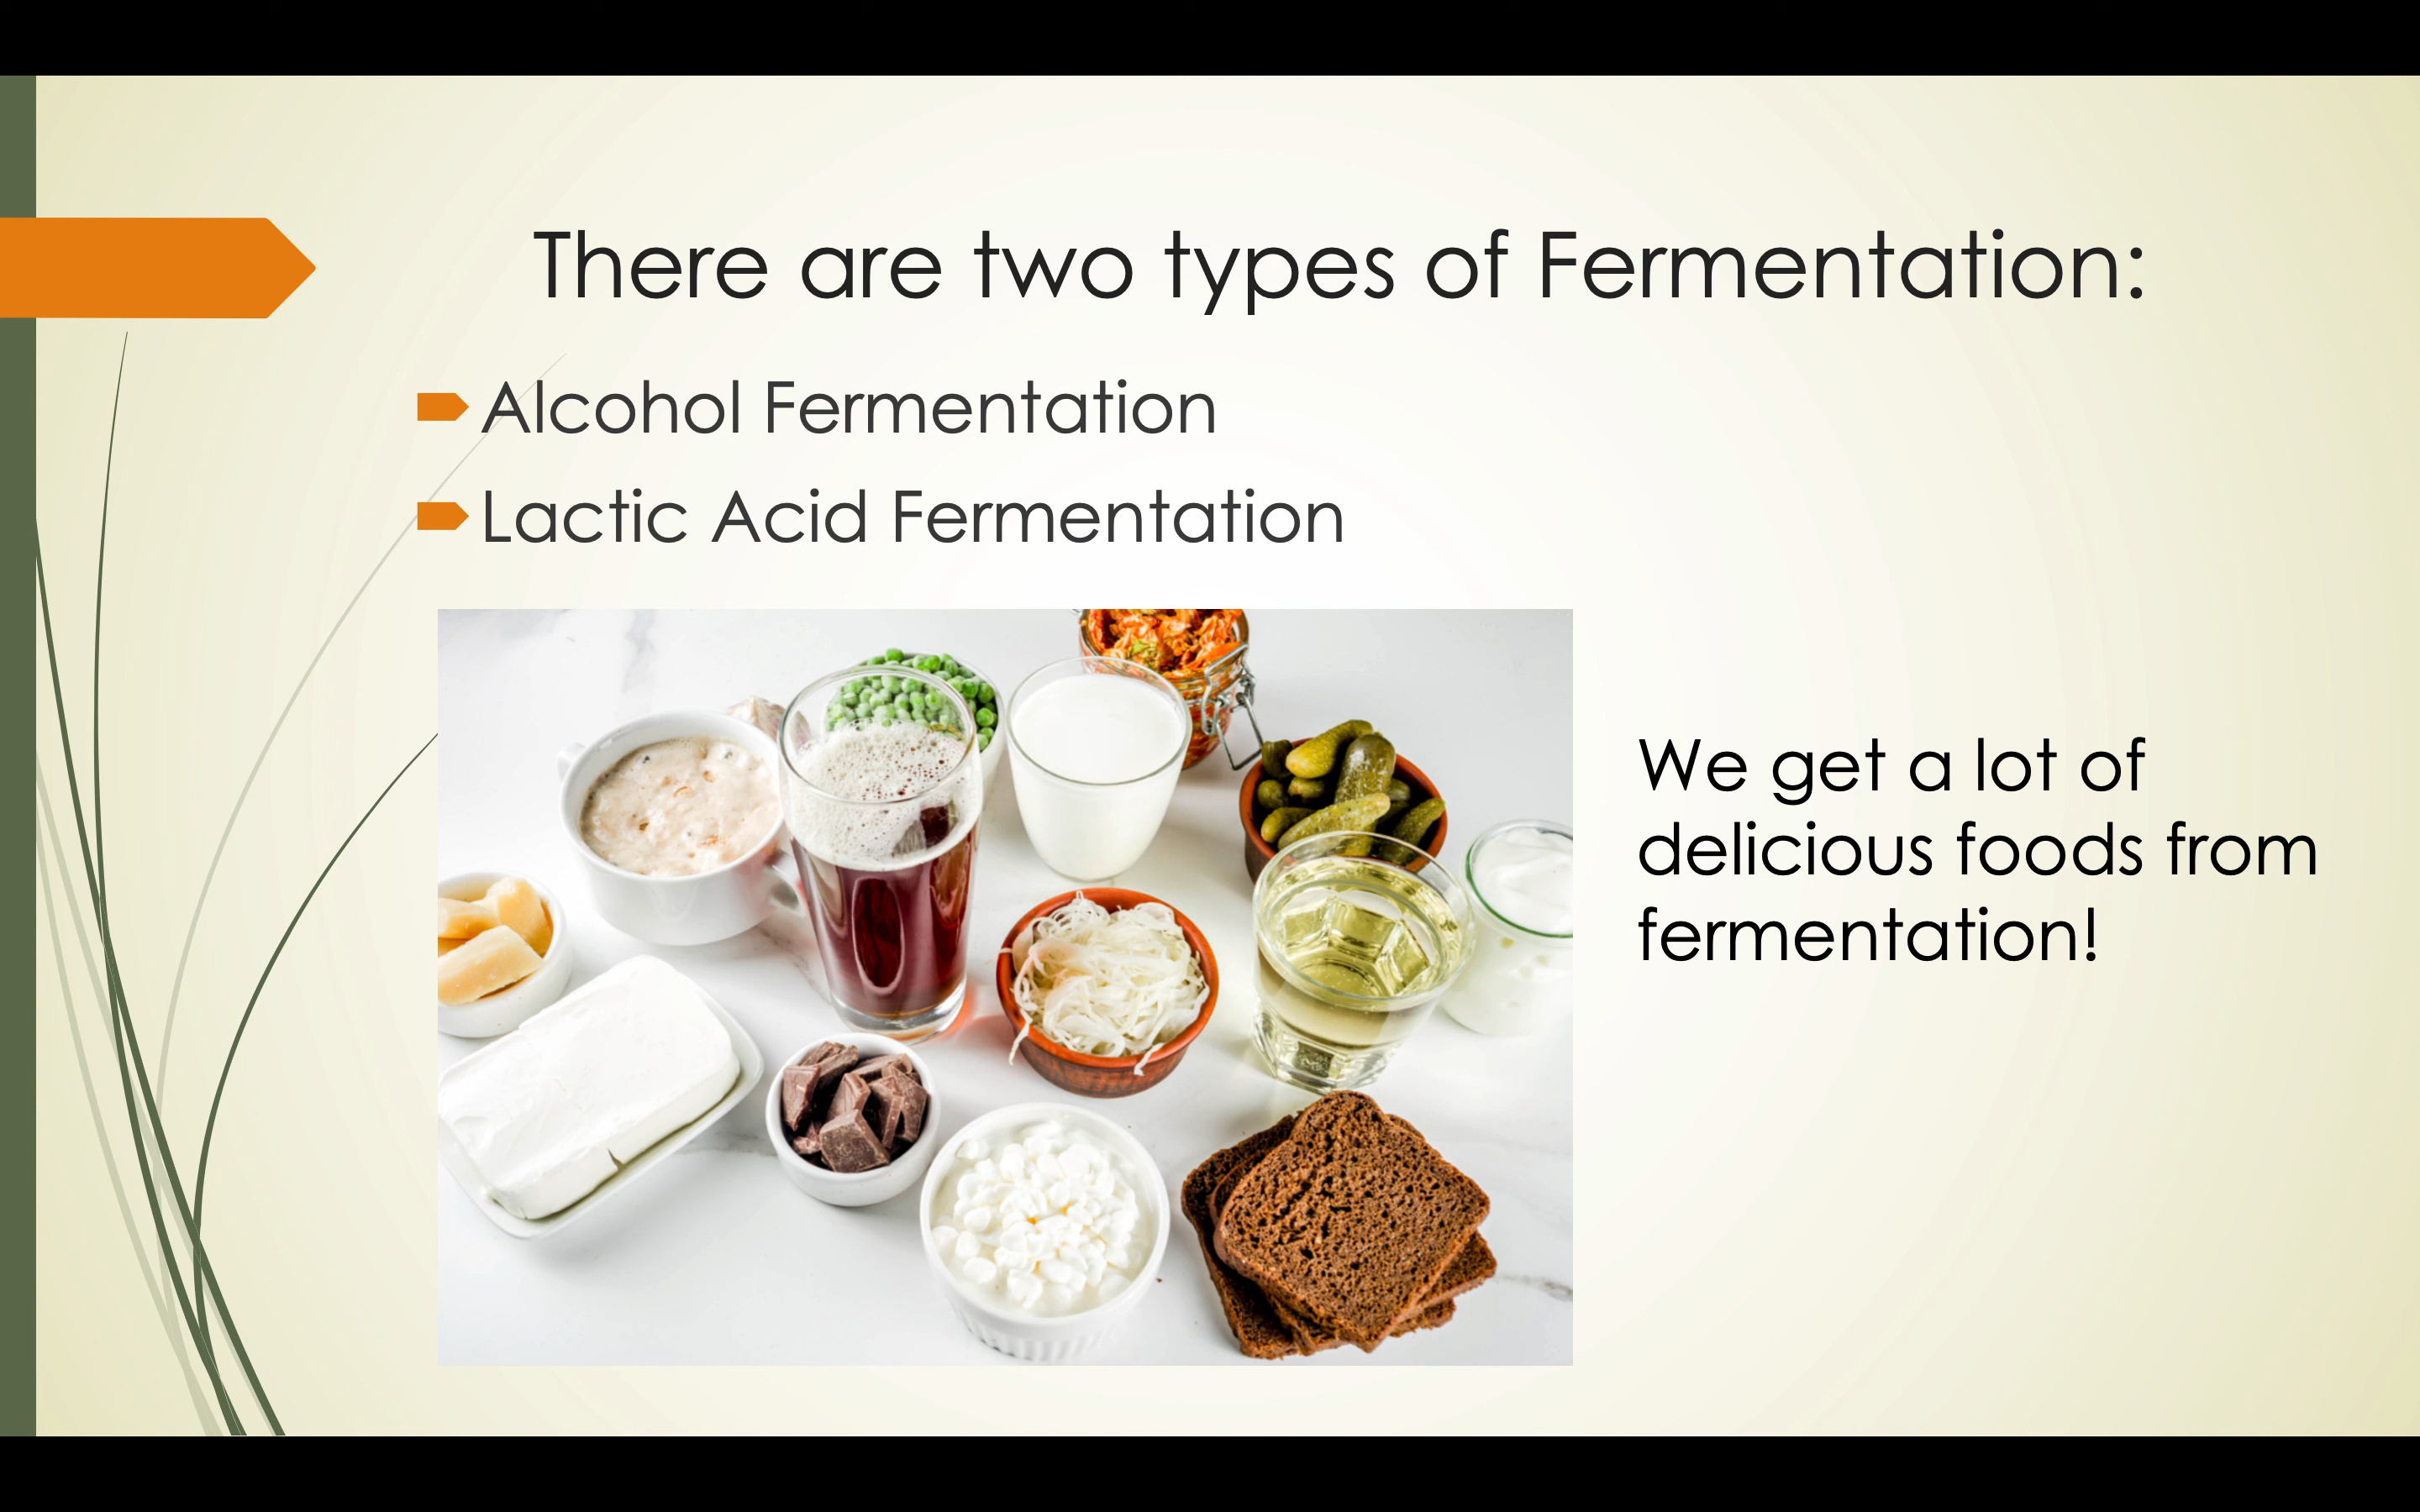 There are two types of Fermentation:
Alcohol Fermentation
Lactic Acid Fermentation
We get a lot of
delicious foods from
fermentation!